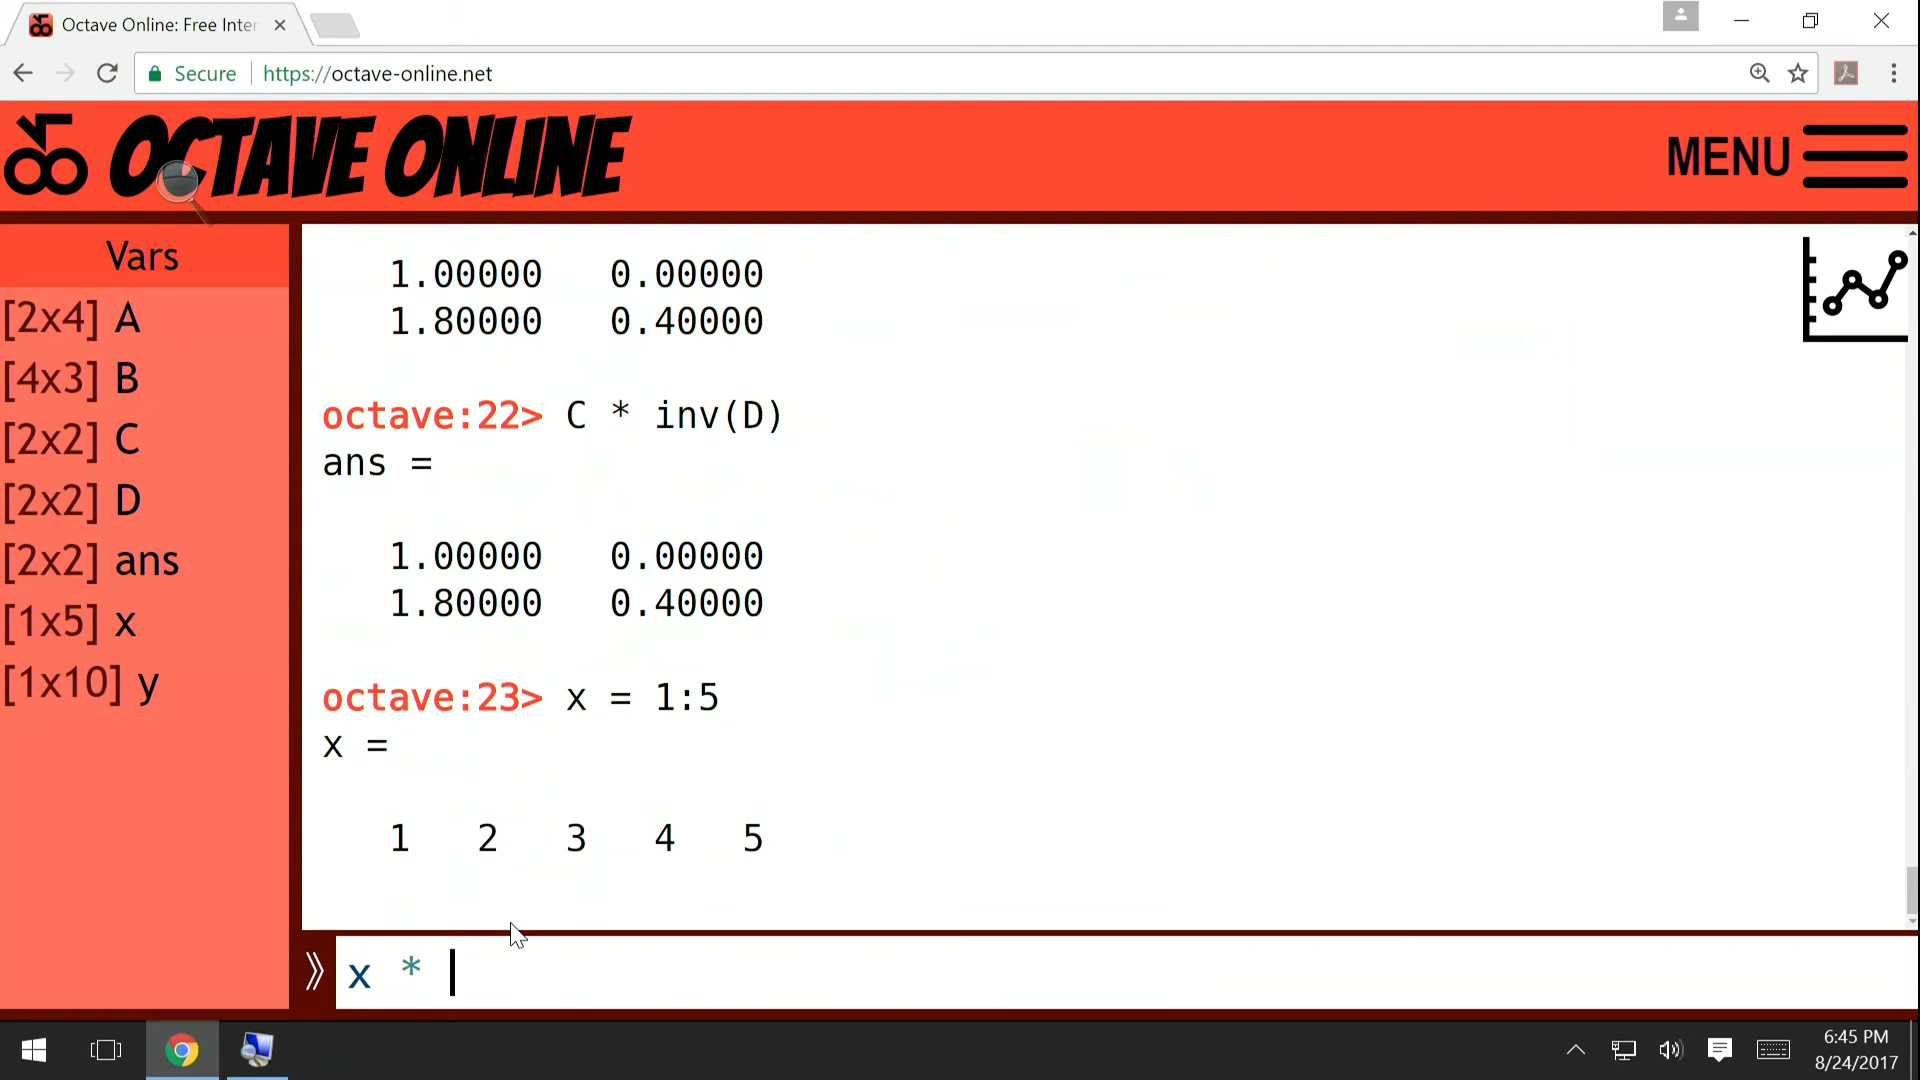 Octave Online: Free Inter
Secure
https://octave-online.net
OCTAVE ONLINE
MENU
Vars
[2x4] A
[4x3] B
[2x2] C
[2x2] D
[2x2] ans
[1x5] x
[1x10] y
1.00000 0.00000
1.80000 0.40000
octave:22> C * inv(D)
ans =
1.00000 0.00000
1.80000 0.40000
octave:23> x = 1:5
x =
1 2 3 4 5
» x *
6:45 PM
8/24/2017